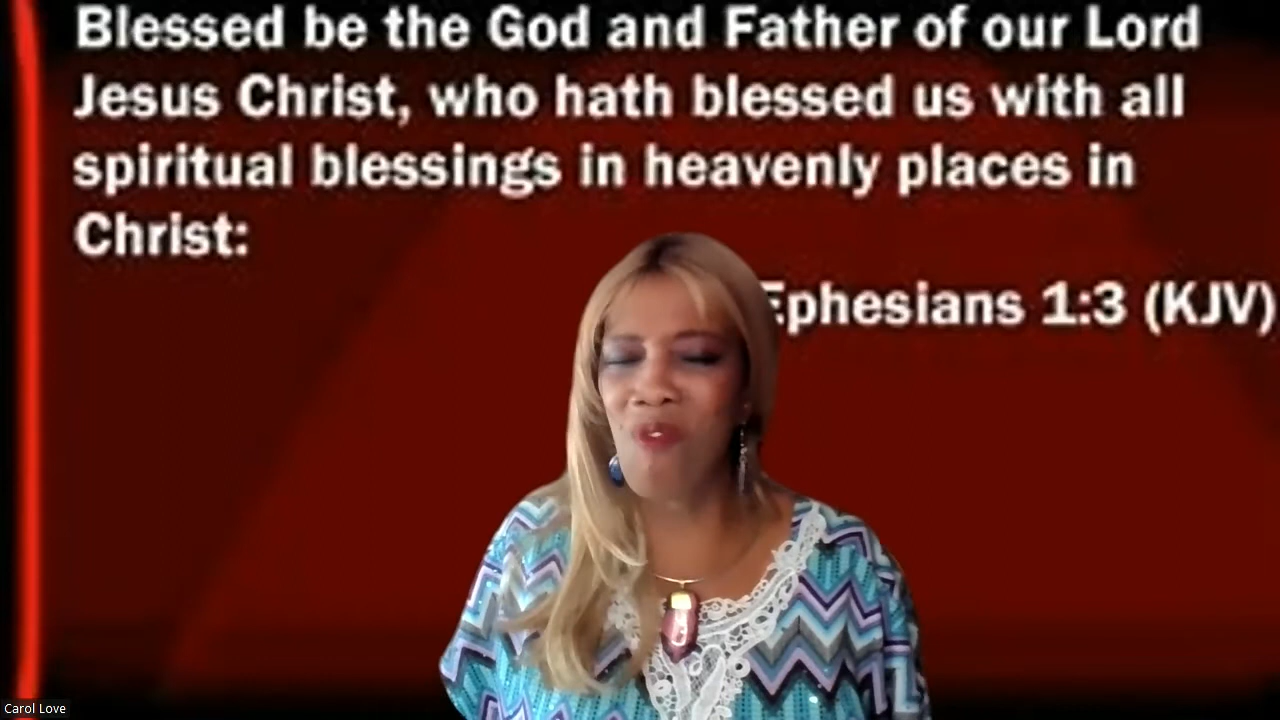 Blessed be the God and Father of our Lord
Jesus Christ, who hath blessed us with all
spiritual blessings in heavenly places in
Christ:
Ephesians 1:3 (KJV)
Carol Love